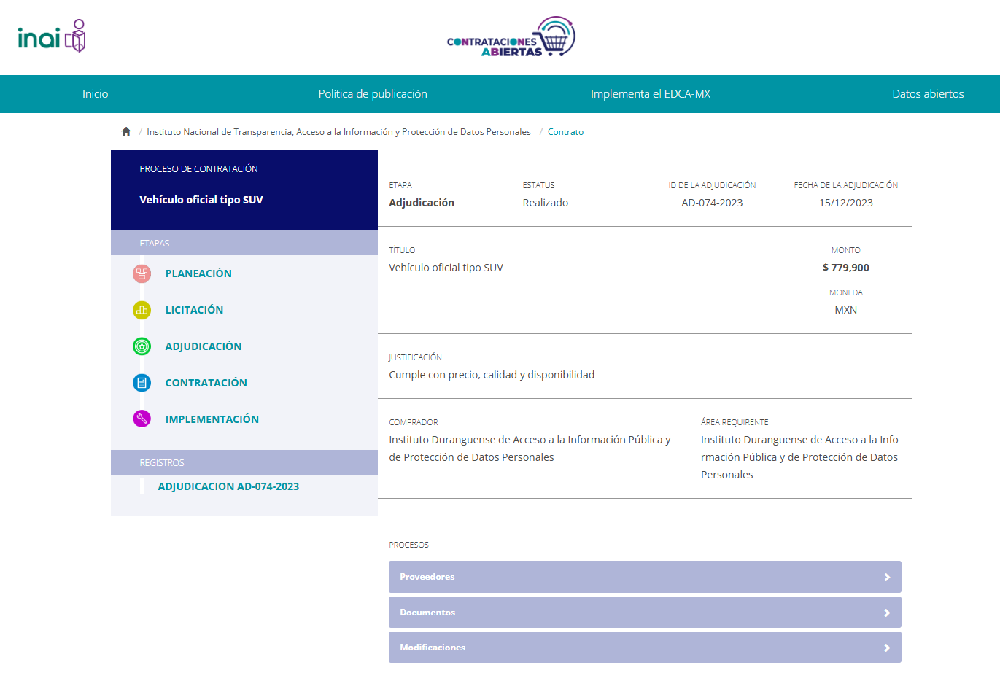 inai
CONTRATACIONES
ABIERTAS
Inicio
Política de publicación
Implementa el EDCA-MX
Datos abiertos
/ Instituto Nacional de Transparencia, Acceso a la Información y Protección de Datos Personales / Contrato
PROCESO DE CONTRATACIÓN
Vehículo oficial tipo SUV
ETAPAS
PLANEACIÓN
LICITACIÓN
ADJUDICACIÓN
CONTRATACIÓN
IMPLEMENTACIÓN
REGISTROS
ADJUDICACION AD-074-2023
ETAPA
Adjudicación
ESTATUS
Realizado
ID DE LA ADJUDICACIÓN
AD-074-2023
FECHA DE LA ADJUDICACIÓN
15/12/2023
TÍTULO
Vehículo oficial tipo SUV
MONTO
$ 779,900
MONEDA
MXN
JUSTIFICACIÓN
Cumple con precio, calidad y disponibilidad
COMPRADOR
Instituto Duranguense de Acceso a la Información Pública y
de Protección de Datos Personales
ÁREA REQUIRENTE
Instituto Duranguense de Acceso a la Info
rmación Pública y de Protección de Datos
Personales
PROCESOS
Proveedores
Documentos
Modificaciones